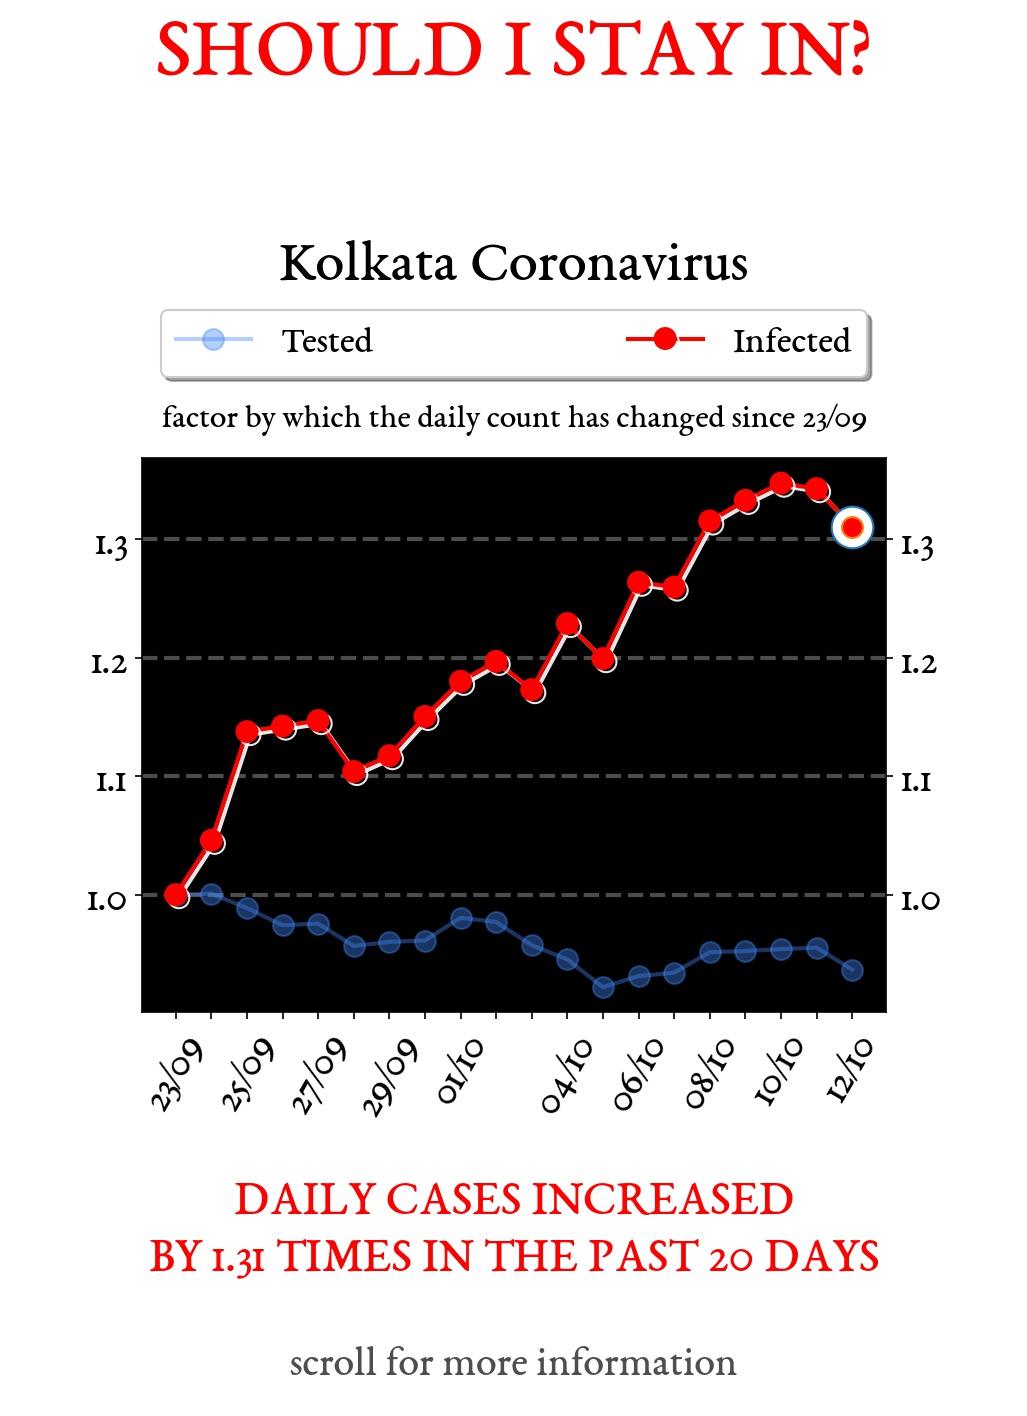 SHOULD I STAY IN?
Kolkata Coronavirus
Tested Infected
factor by which the daily count has changed since 23/09
1.3 1.3
1.2 1.2
1.1 1.1
1.0 1.0
23/09 25/09 27/09 29/09 01/10 04/10 06/10 08/10 10/10 12/10
DAILY CASES INCREASED
BY 1.31 TIMES IN THE PAST 20 DAYS
scroll for more information